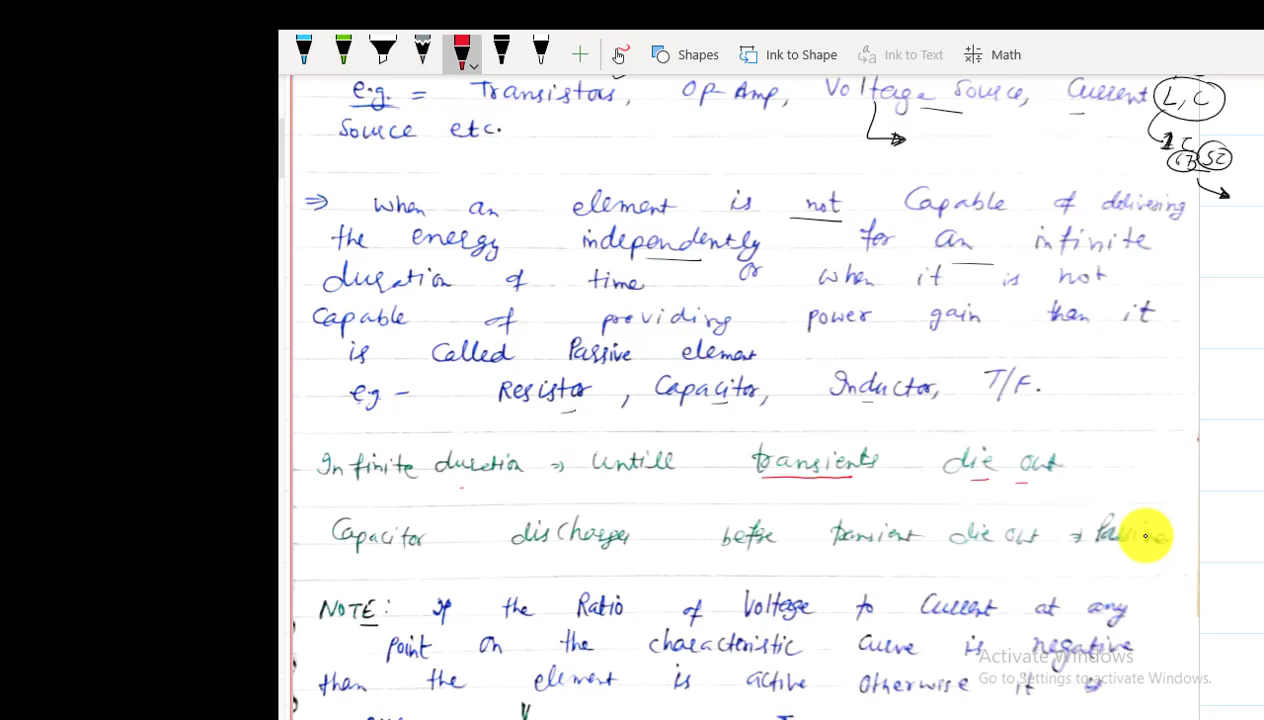 Shapes Ink to Shape Ink to Text Math
e.g. = Transistors, Op-Amp, Voltage Source, Current L, C
Source etc.
⇒ When an element is not Capable of delivering
the energy independently for an infinite
duration of time or when it is not
Capable of providing power gain then it
is Called Passive element
eg - Resistor, Capacitor, Inductor, T/F.
Infinite duration ⇒ Untill transients die out
Capacitor discharges before transient die out ⇒ Passive
NOTE: If the Ratio of Voltage to Current at any
point on the characteristic Curve is negative
then the element is active Otherwise it is
Activate Windows
Go to Settings to activate Windows.